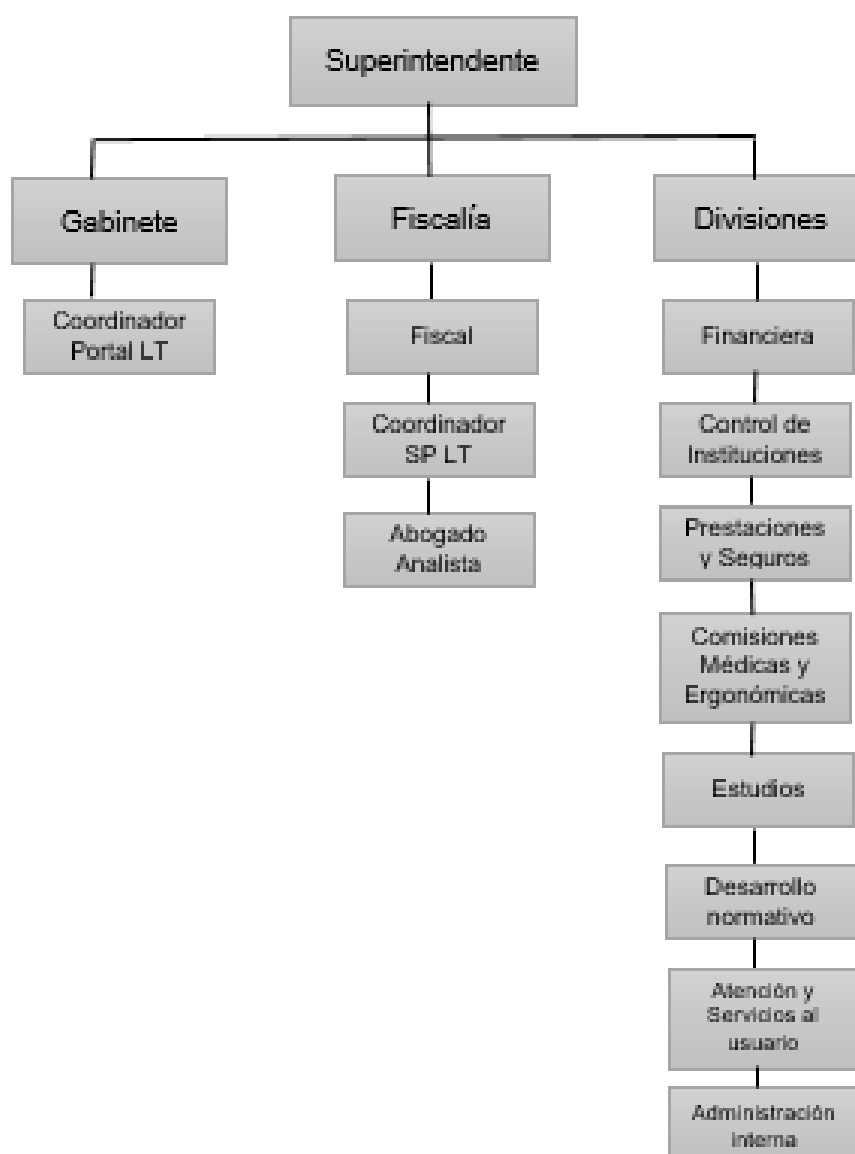 Superintendente
Gabinete
Coordinador
Portal LT
Fiscalía
Fiscal
Coordinador
SP LT
Abogado
Analista
Divisiones
Financiera
Control de
Instituciones
Prestaciones
y Seguros
Comisiones
Médicas y
Ergonómicas
Estudios
Desarrollo
normativo
Atención y
Servicios al
usuario
Administración
interna